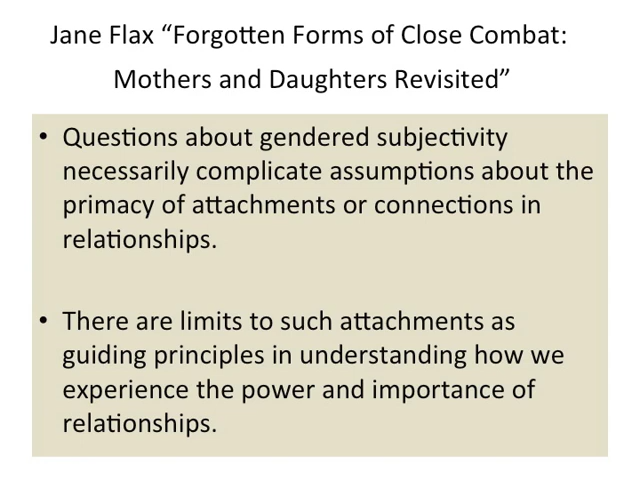 Jane Flax “Forgotten Forms of Close Combat:
Mothers and Daughters Revisited”
• Questions about gendered subjectivity
necessarily complicate assumptions about the
primacy of attachments or connections in
relationships.
• There are limits to such attachments as
guiding principles in understanding how we
experience the power and importance of
relationships.